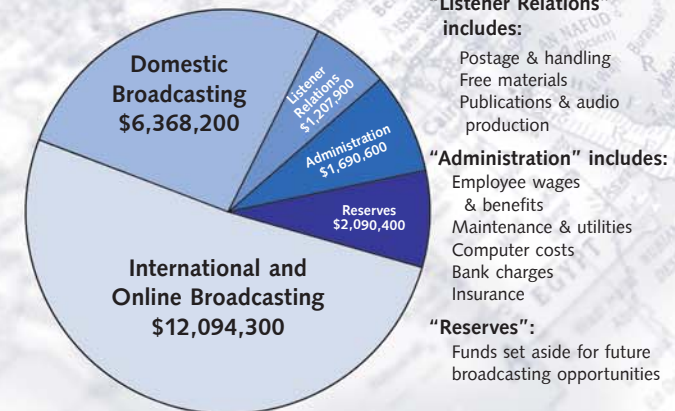 Domestic
Broadcasting
$6,368,200
Listener
Relations
$1,207,900
Administration
$1,690,600
Reserves
$2,090,400
International and
Online Broadcasting
$12,094,300
"Listener Relations"
includes:
Postage & handling
Free materials
Publications & audio
production
"Administration" includes:
Employee wages
& benefits
Maintenance & utilities
Computer costs
Bank charges
Insurance
"Reserves":
Funds set aside for future
broadcasting opportunities